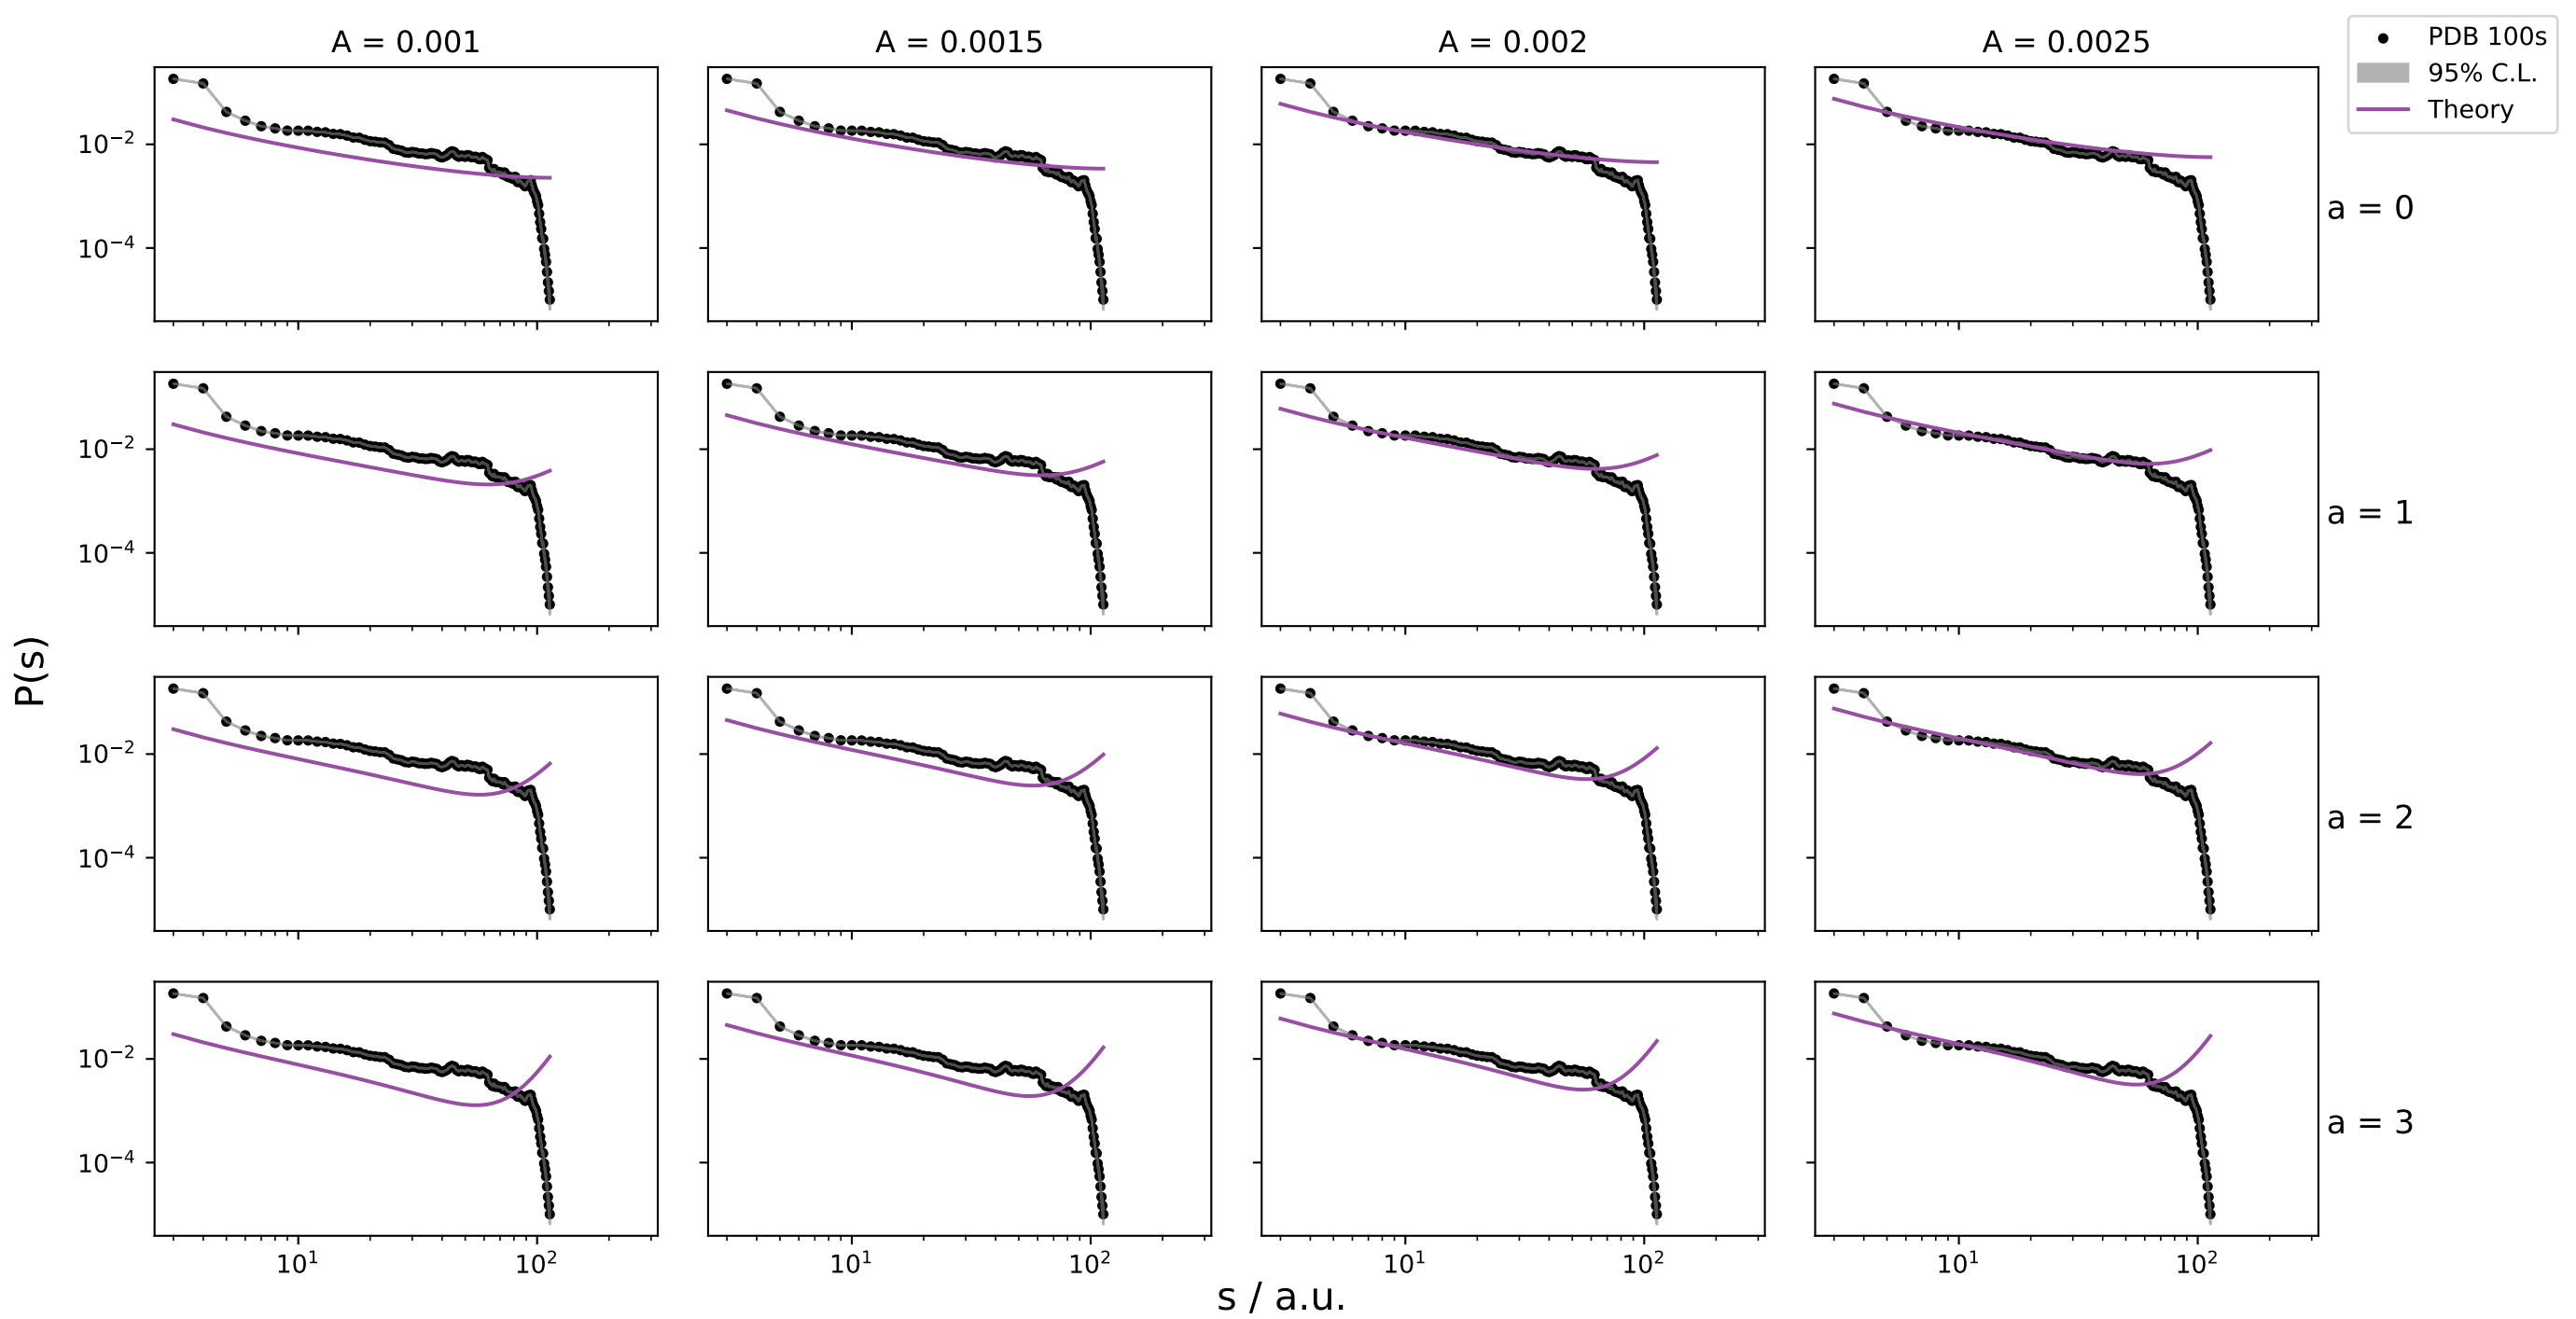 A = 0.001
A = 0.0015
A = 0.002
A = 0.0025
PDB 100s
95% C.L.
Theory
10⁻²
10⁻⁴
a = 0
10⁻²
10⁻⁴
a = 1
P(s)
10⁻²
10⁻⁴
a = 2
10⁻²
10⁻⁴
a = 3
10¹ 10² 10¹ 10² 10¹ 10² 10¹ 10²
s / a.u.